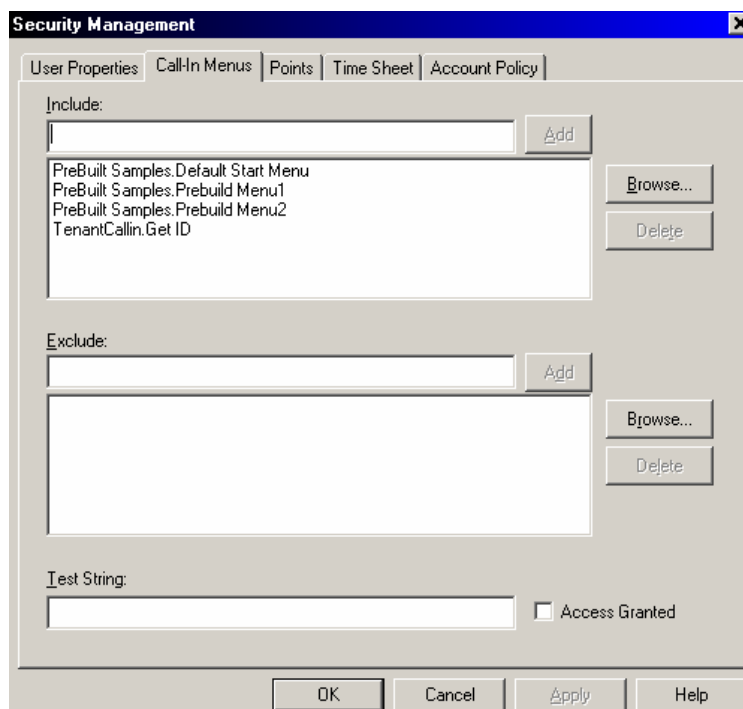 Security Management
User Properties Call-In Menus Points Time Sheet Account Policy
Include:
Add
PreBuilt Samples.Default Start Menu
PreBuilt Samples.Prebuild Menu1
PreBuilt Samples.Prebuild Menu2
TenantCallin.Get ID
Browse...
Delete
Exclude:
Add
Browse...
Delete
Test String:
Access Granted
OK Cancel Apply Help